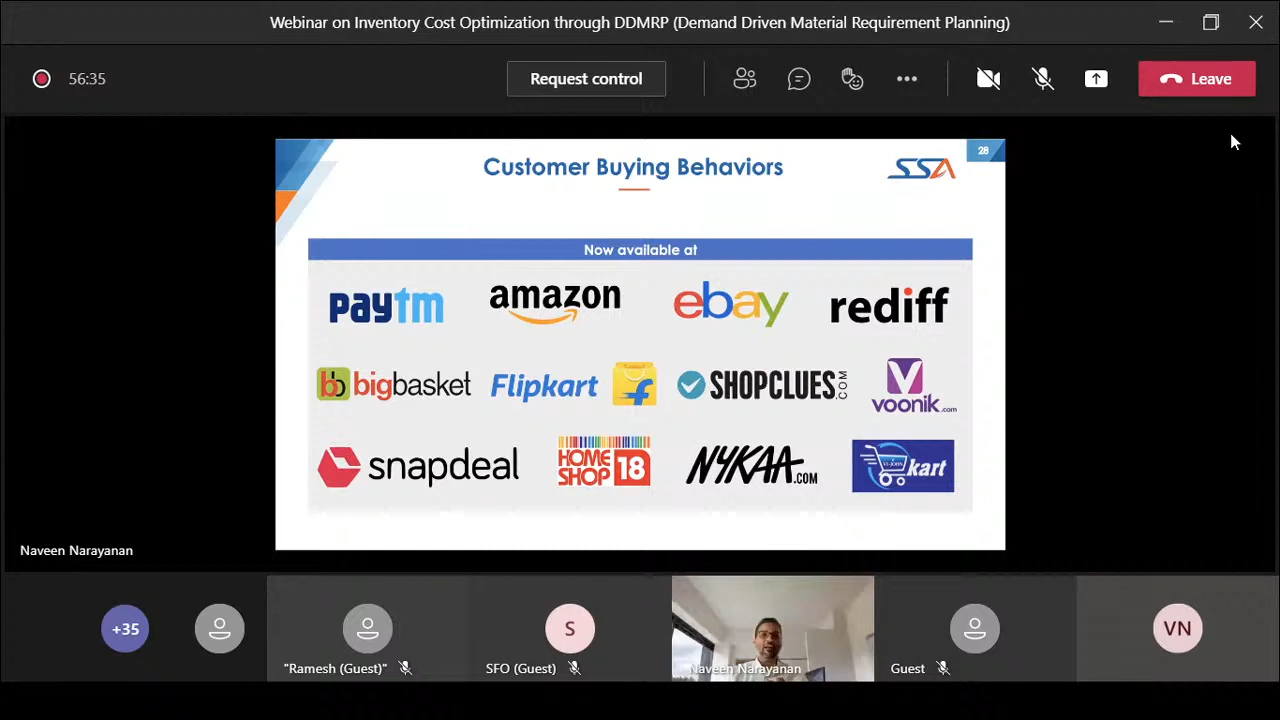 Webinar on Inventory Cost Optimization through DDMRP (Demand Driven Material Requirement Planning)
56:35
Request control
Leave
28
Customer Buying Behaviors
SSA
Now available at
paytm
amazon
ebay
rediff
bb bigbasket
Flipkart
SHOPCLUES.COM
voonik.com
snapdeal
HOME SHOP 18
NYKAA.COM
kart
Naveen Narayanan
+35
"Ramesh (Guest)"
S
SFO (Guest)
Naveen Narayanan
Guest
VN